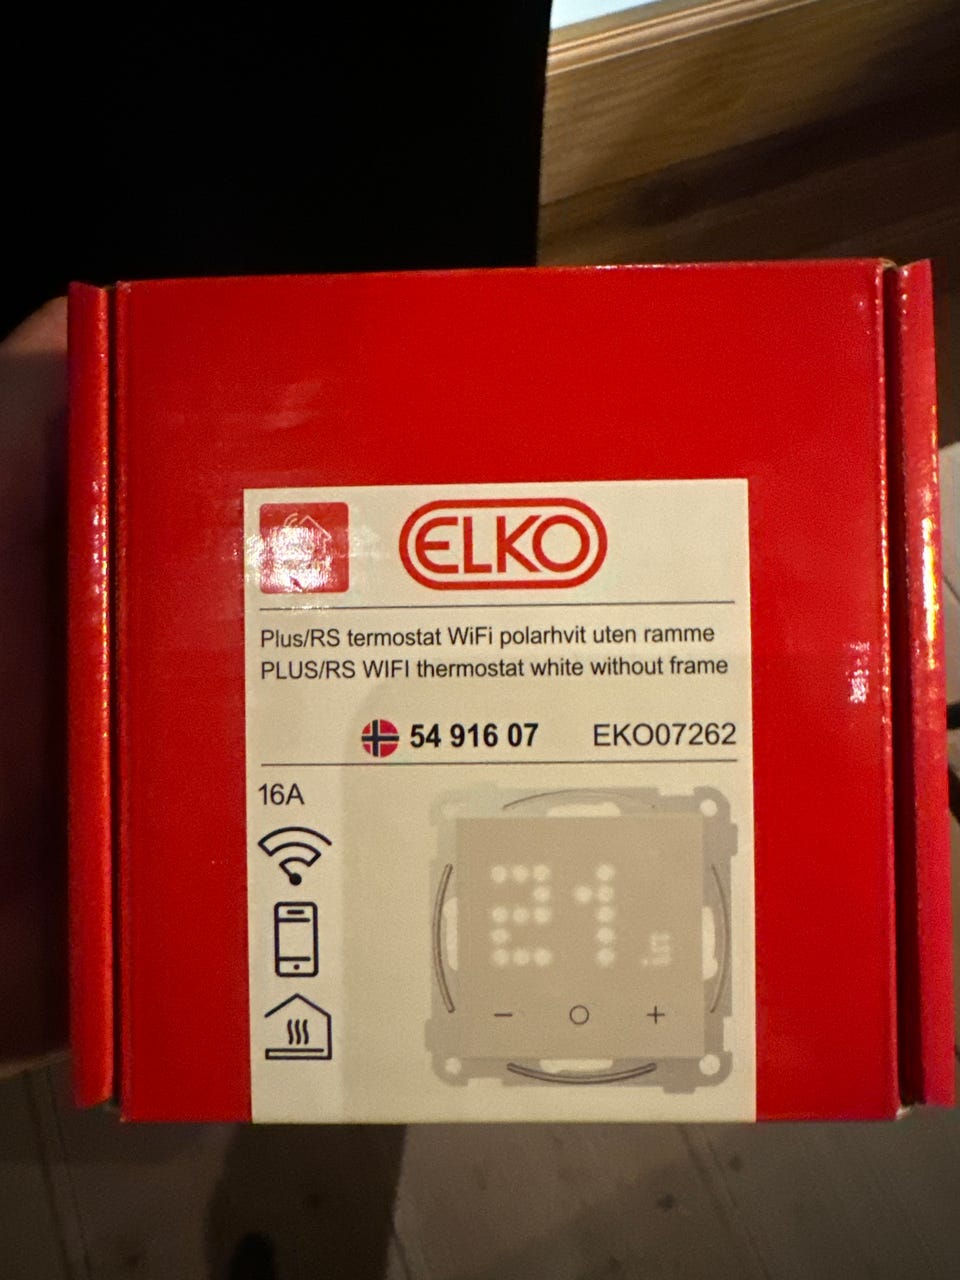 ELKO
Plus/RS termostat WiFi polarhvit uten ramme
PLUS/RS WIFI thermostat white without frame
54 916 07 EKO07262
16A
21
- O +